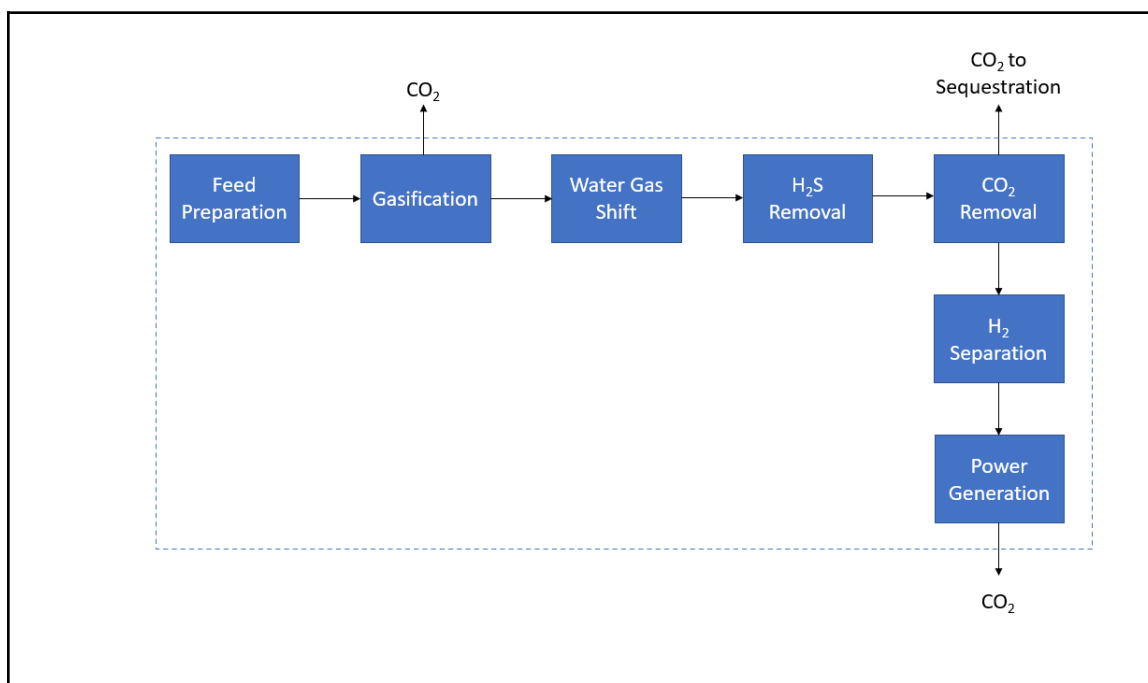 CO₂
CO₂ to
Sequestration
Feed
Preparation
Gasification
Water Gas
Shift
H₂S
Removal
CO₂
Removal
H₂
Separation
Power
Generation
CO₂